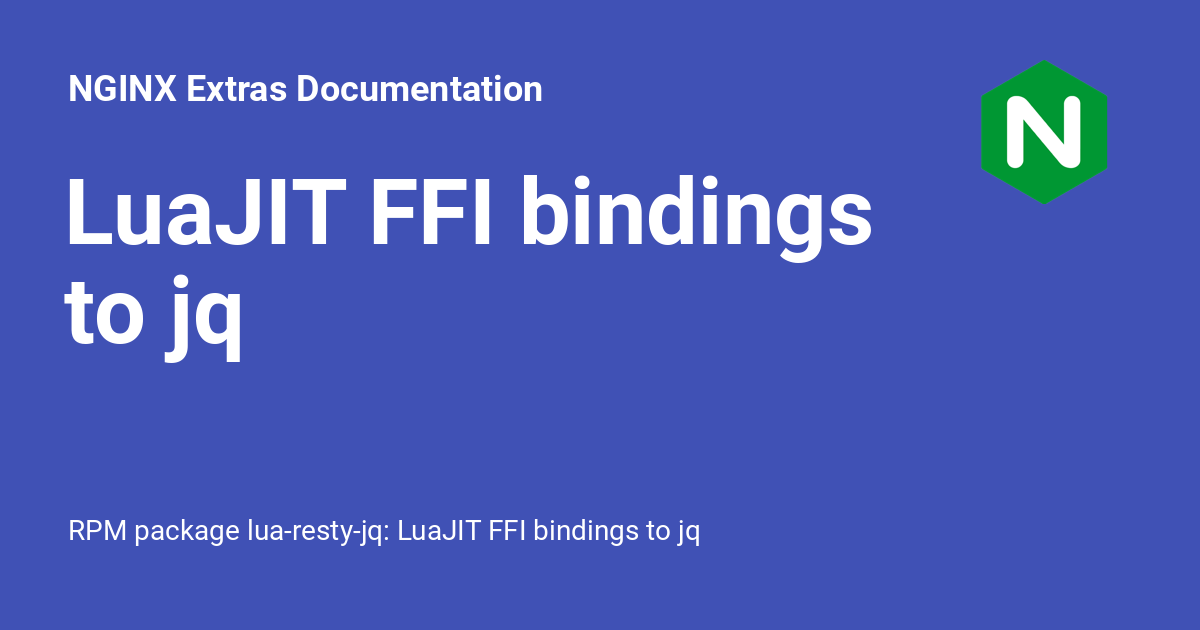 NGINX Extras Documentation
N
LuaJIT FFI bindings
to jq
RPM package lua-resty-jq: LuaJIT FFI bindings to jq